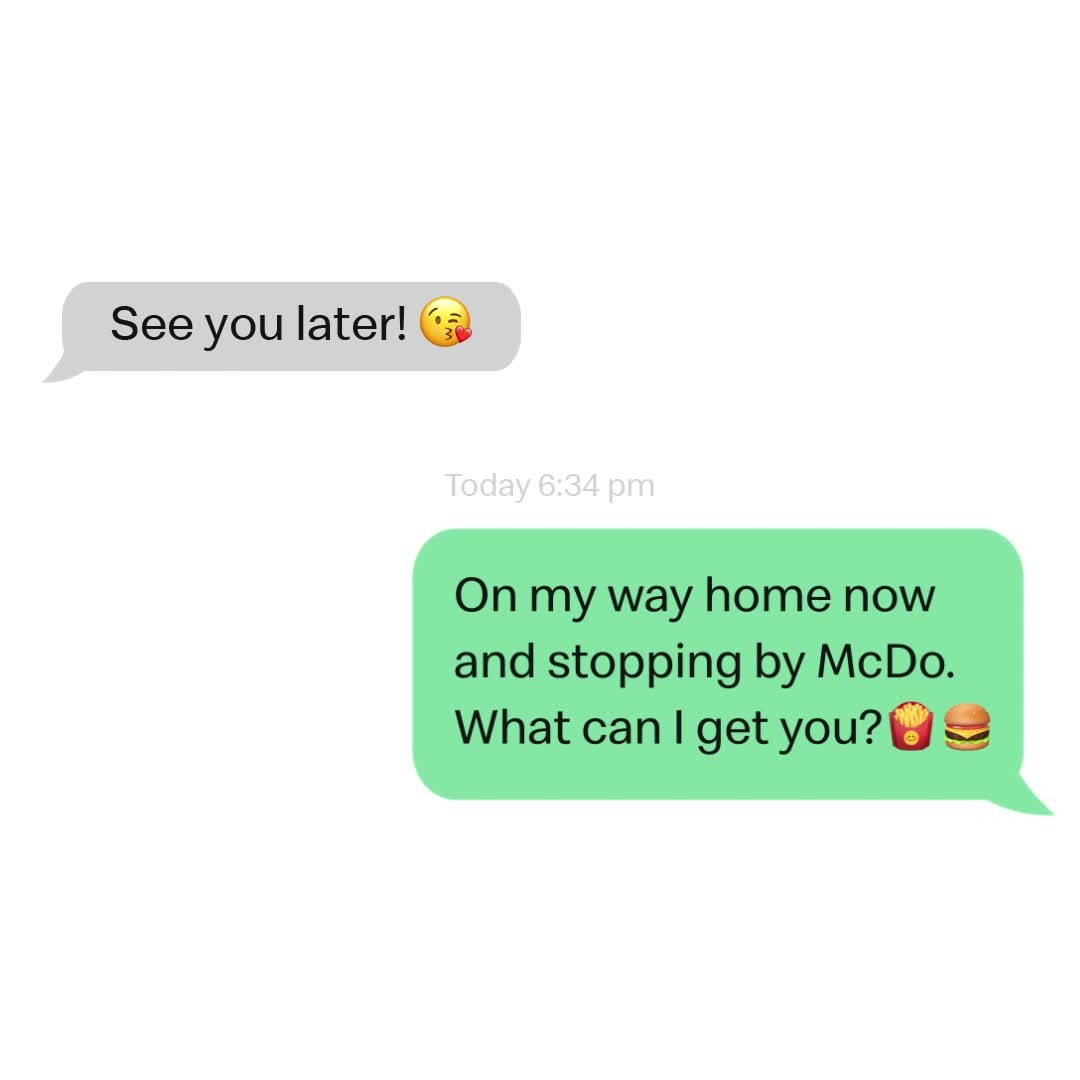 See you later! 😘
Today 6:34 pm
On my way home now
and stopping by McDo.
What can I get you?🍟 🍔